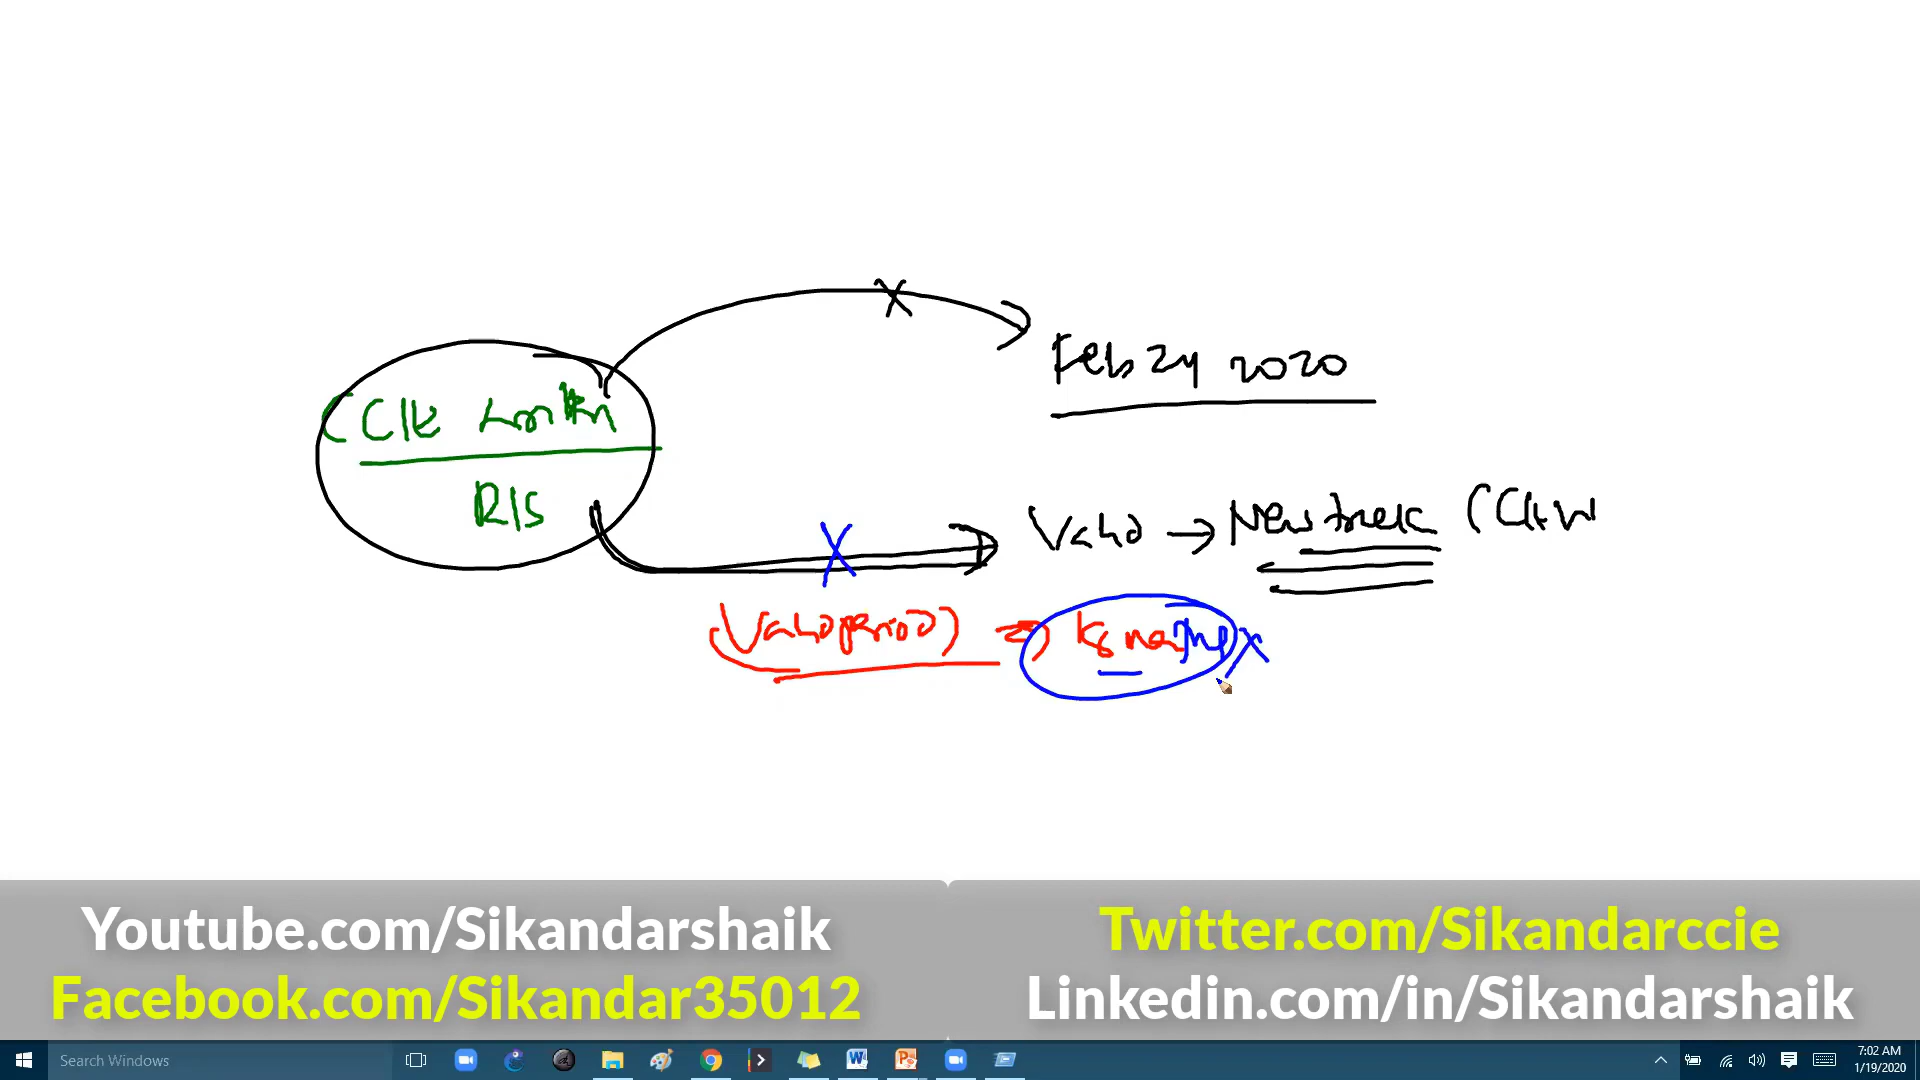 X
Feb 24 2020
R/S
X
Valid → New track (CCIE W
(Valid period) ⇒
X
Youtube.com/Sikandarshaik
Facebook.com/Sikandar35012
Twitter.com/Sikandarccie
Linkedin.com/in/Sikandarshaik
Search Windows
7:02 AM
1/19/2020